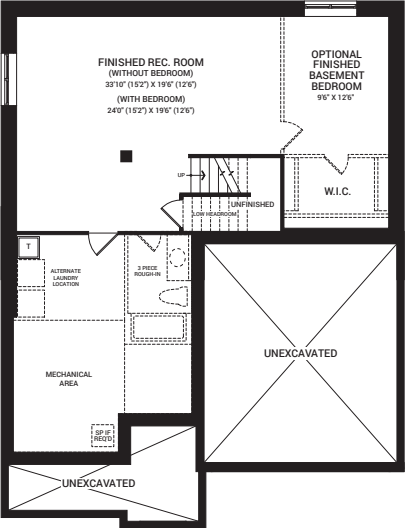 FINISHED REC. ROOM
(WITHOUT BEDROOM)
33'10" (15'2") X 19'6" (12'6")
(WITH BEDROOM)
24'0" (15'2") X 19'6" (12'6")
OPTIONAL
FINISHED
BASEMENT
BEDROOM
9'6" X 12'6"
UP
W.I.C.
UNFINISHED
LOW HEADROOM
T
ALTERNATE
LAUNDRY
LOCATION
3 PIECE
ROUGH-IN
UNEXCAVATED
MECHANICAL
AREA
SP IF
REQ'D
UNEXCAVATED